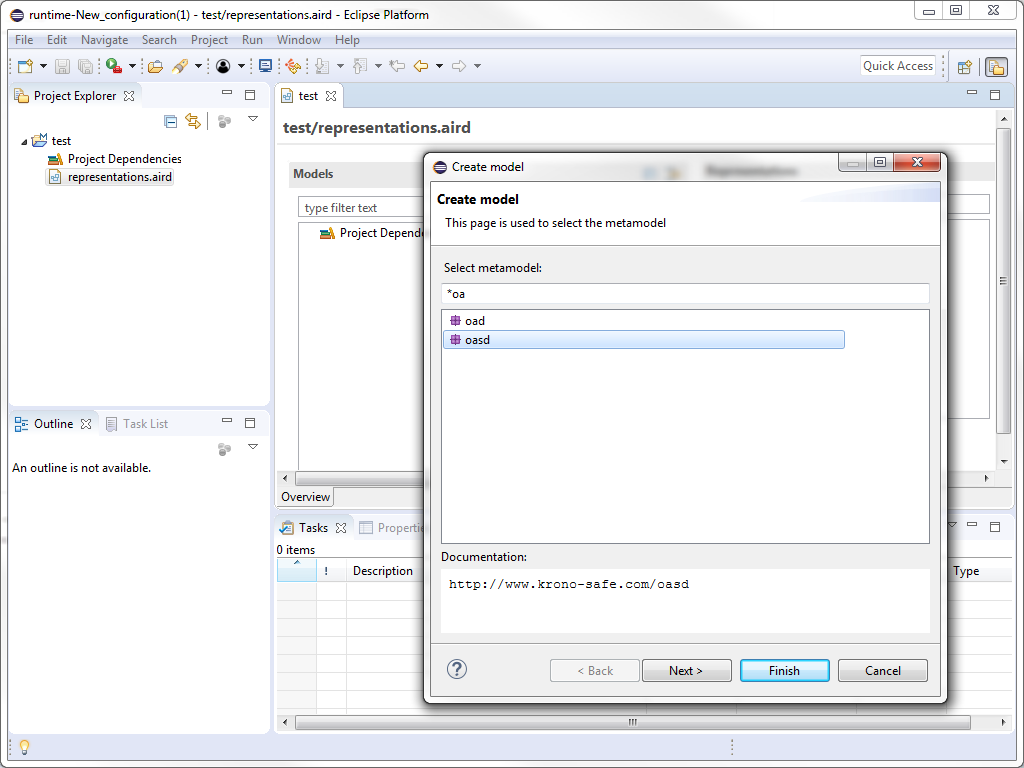 runtime-New_configuration(1) - test/representations.aird - Eclipse Platform
File Edit Navigate Search Project Run Window Help
Quick Access
Project Explorer
test
Project Dependencies
representations.aird
test
test/representations.aird
Models
type filter text
Project Depend
Create model
Create model
This page is used to select the metamodel
Select metamodel:
*oa
oad
oasd
Documentation:
http://www.krono-safe.com/oasd
< Back Next > Finish Cancel
Outline Task List
An outline is not available.
Overview
Tasks Properti
0 items
! Description Type